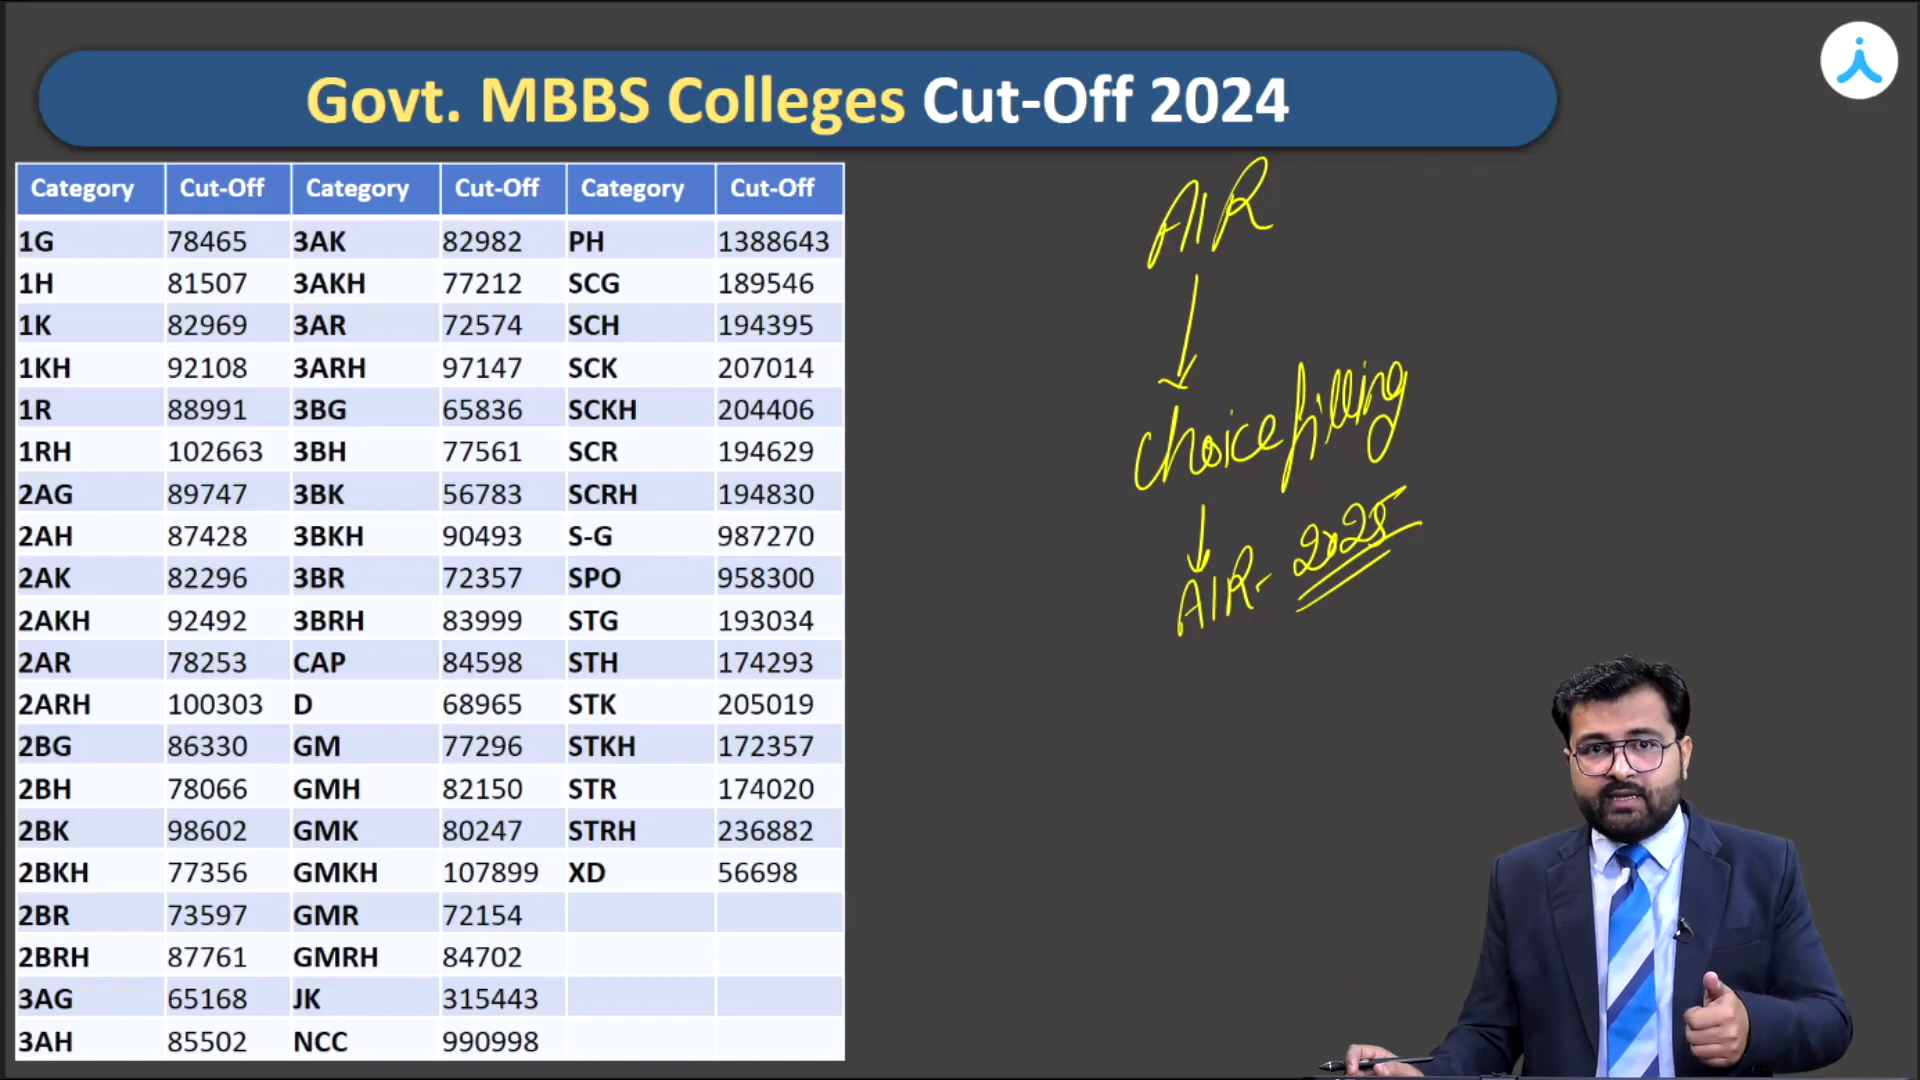 Govt. MBBS Colleges Cut-Off 2024
Category Cut-Off Category Cut-Off Category Cut-Off
1G 78465 3AK 82982 PH 1388643
1H 81507 3AKH 77212 SCG 189546
1K 82969 3AR 72574 SCH 194395
1KH 92108 3ARH 97147 SCK 207014
1R 88991 3BG 65836 SCKH 204406
1RH 102663 3BH 77561 SCR 194629
2AG 89747 3BK 56783 SCRH 194830
2AH 87428 3BKH 90493 S-G 987270
2AK 82296 3BR 72357 SPO 958300
2AKH 92492 3BRH 83999 STG 193034
2AR 78253 CAP 84598 STH 174293
2ARH 100303 D 68965 STK 205019
2BG 86330 GM 77296 STKH 172357
2BH 78066 GMH 82150 STR 174020
2BK 98602 GMK 80247 STRH 236882
2BKH 77356 GMKH 107899 XD 56698
2BR 73597 GMR 72154
2BRH 87761 GMRH 84702
3AG 65168 JK 315443
3AH 85502 NCC 990998
AIR
Choice filling
AIR- 2025